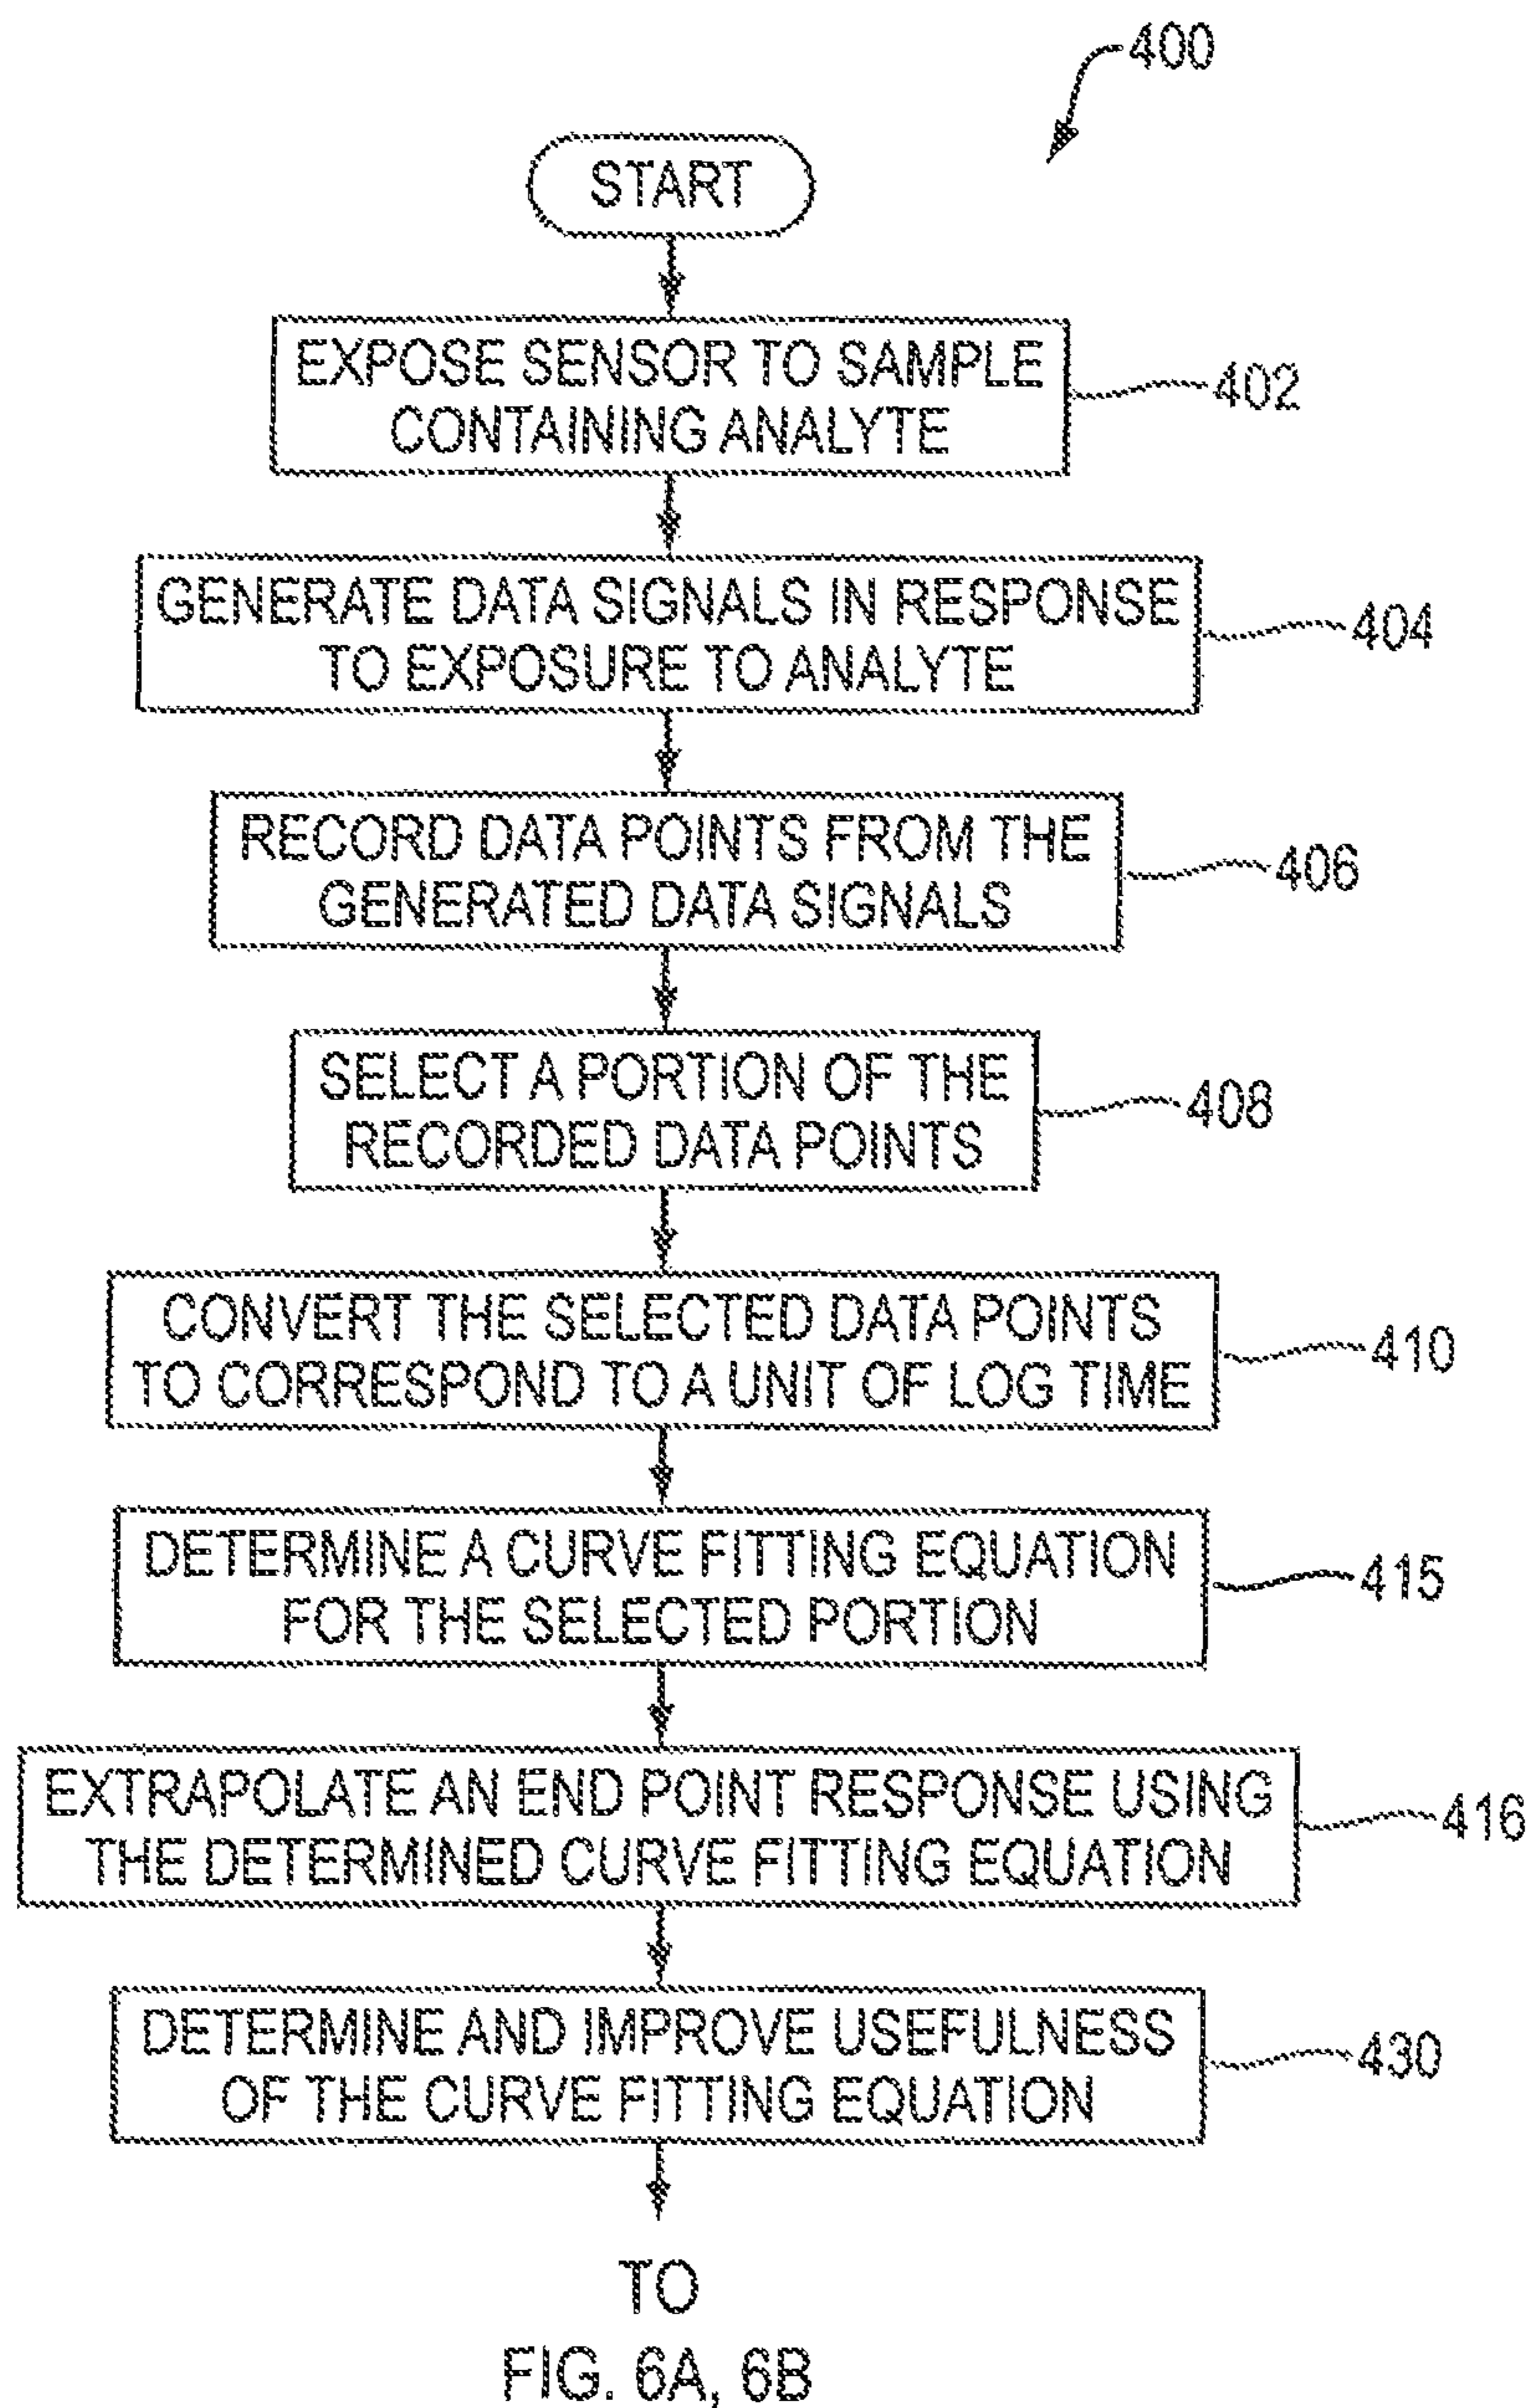 400
START
EXPOSE SENSOR TO SAMPLE
CONTAINING ANALYTE
402
GENERATE DATA SIGNALS IN RESPONSE
TO EXPOSURE TO ANALYTE
404
RECORD DATA POINTS FROM THE
GENERATED DATA SIGNALS
406
SELECT A PORTION OF THE
RECORDED DATA POINTS
408
CONVERT THE SELECTED DATA POINTS
TO CORRESPOND TO A UNIT OF LOG TIME
410
DETERMINE A CURVE FITTING EQUATION
FOR THE SELECTED PORTION
415
EXTRAPOLATE AN END POINT RESPONSE USING
THE DETERMINED CURVE FITTING EQUATION
416
DETERMINE AND IMPROVE USEFULNESS
OF THE CURVE FITTING EQUATION
430
TO
FIG. 6A, 6B